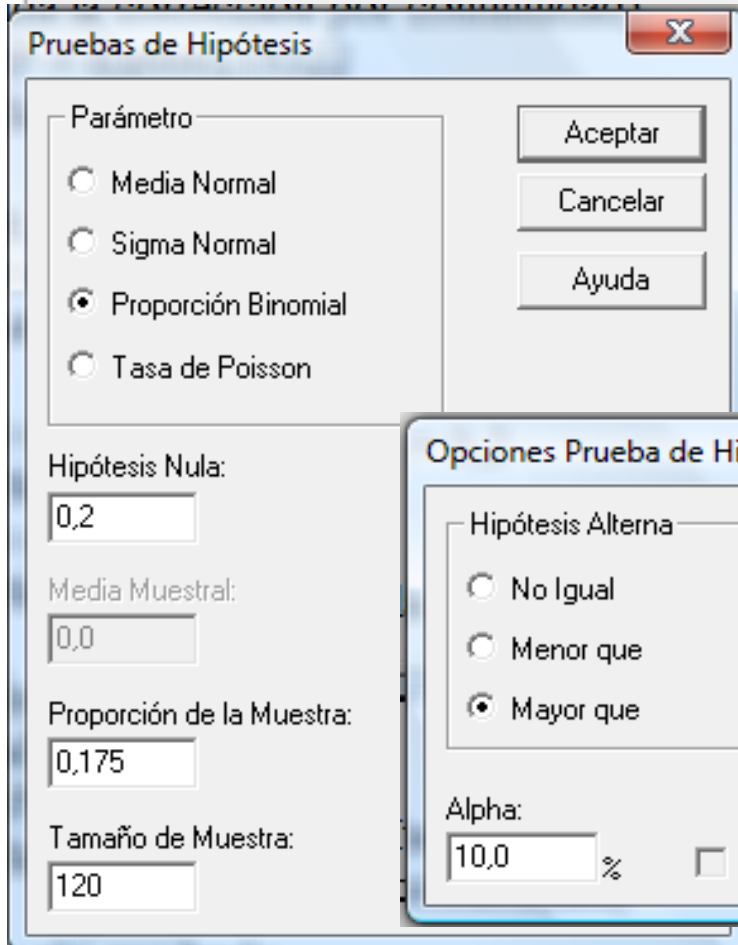 Pruebas de Hipótesis
Parámetro
Media Normal
Sigma Normal
Proporción Binomial
Tasa de Poisson
Aceptar
Cancelar
Ayuda
Hipótesis Nula:
0,2
Media Muestral:
0,0
Proporción de la Muestra:
0,175
Tamaño de Muestra:
120
Opciones Prueba de Hi
Hipótesis Alterna
No Igual
Menor que
Mayor que
Alpha:
10,0 %